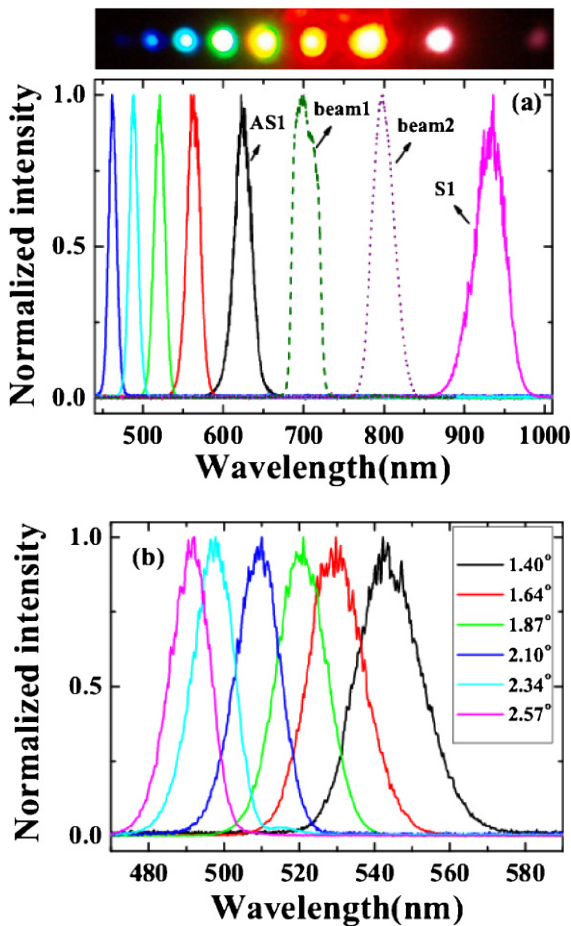 (a)
AS1
beam1
beam2
S1
Normalized intensity
1.0
0.5
0.0
500 600 700 800 900 1000
Wavelength(nm)
(b)
1.40°
1.64°
1.87°
2.10°
2.34°
2.57°
Normalized intensity
1.0
0.5
0.0
480 500 520 540 560 580
Wavelength(nm)